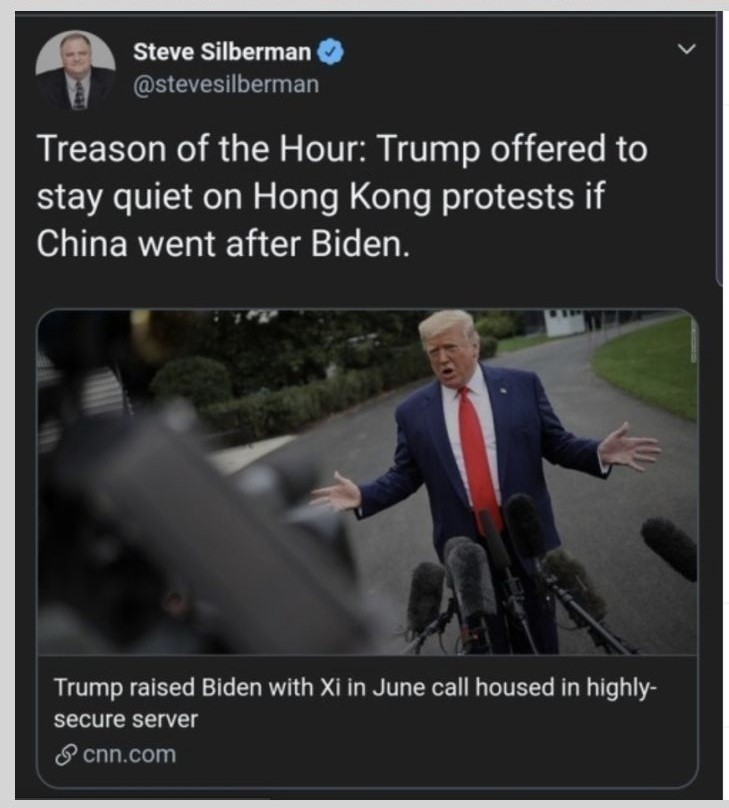 Steve Silberman
@stevesilberman
Treason of the Hour: Trump offered to
stay quiet on Hong Kong protests if
China went after Biden.
Trump raised Biden with Xi in June call housed in highly-
secure server
cnn.com